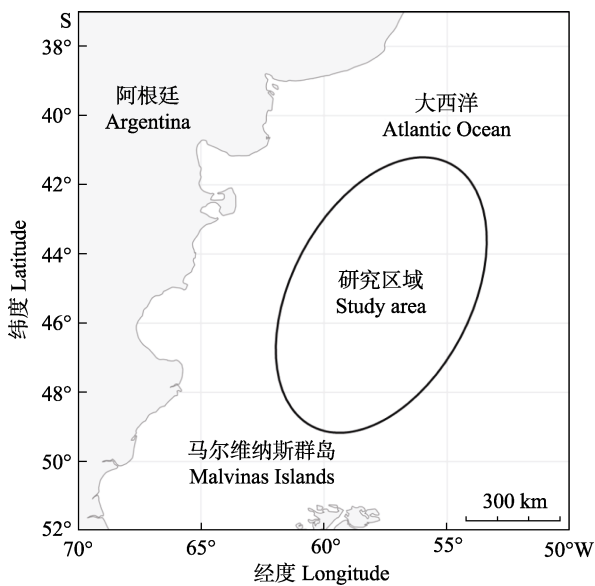 S
38°
阿根廷
Argentina
大西洋
Atlantic Ocean
40°
42°
44°
研究区域
Study area
46°
48°
马尔维纳斯群岛
Malvinas Islands
50°
300 km
52°
70°
65°
60°
55°
50°W
纬度 Latitude
经度 Longitude